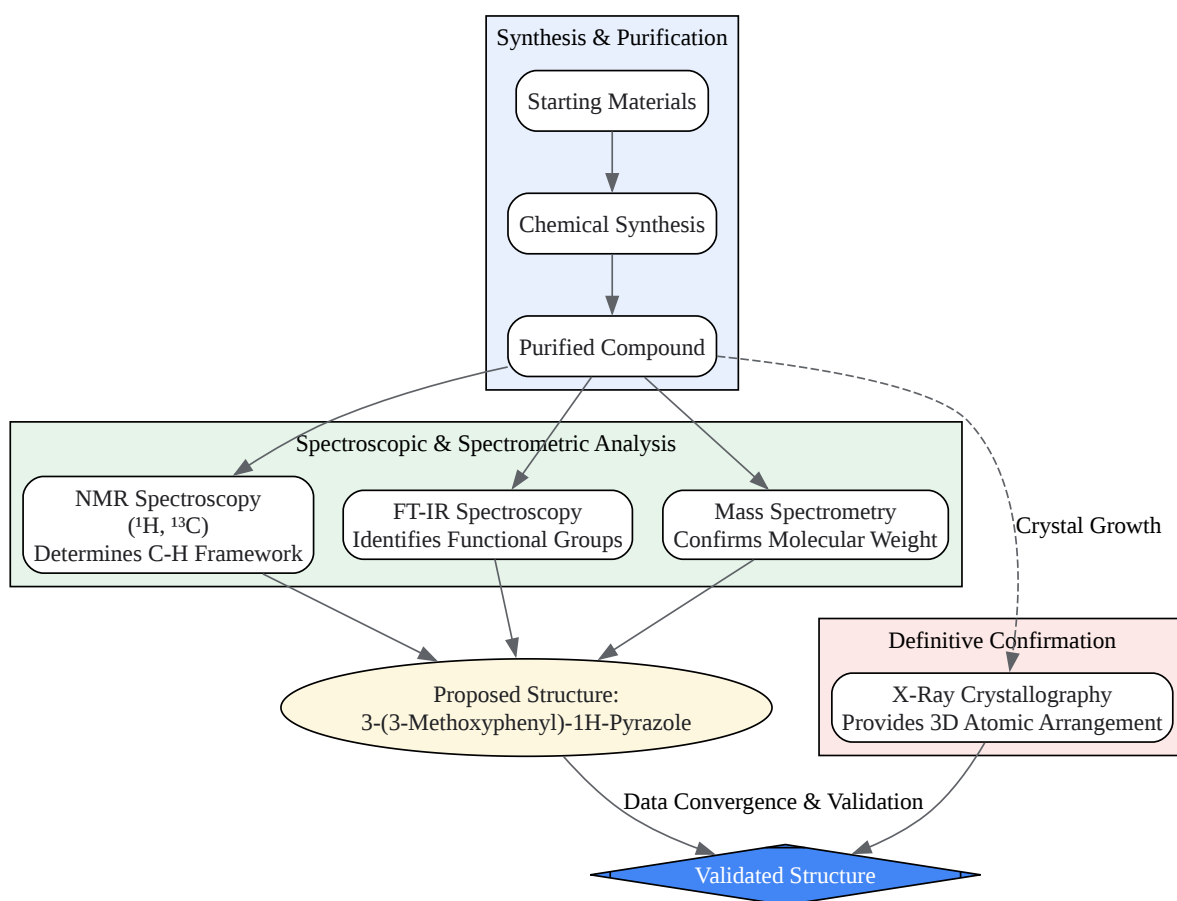 Synthesis & Purification
Starting Materials
Chemical Synthesis
Purified Compound
Spectroscopic & Spectrometric Analysis
NMR Spectroscopy
(¹H, ¹³C)
Determines C-H Framework
FT-IR Spectroscopy
Identifies Functional Groups
Mass Spectrometry
Confirms Molecular Weight
Crystal Growth
Definitive Confirmation
X-Ray Crystallography
Provides 3D Atomic Arrangement
Proposed Structure:
3-(3-Methoxyphenyl)-1H-Pyrazole
Data Convergence & Validation
Validated Structure